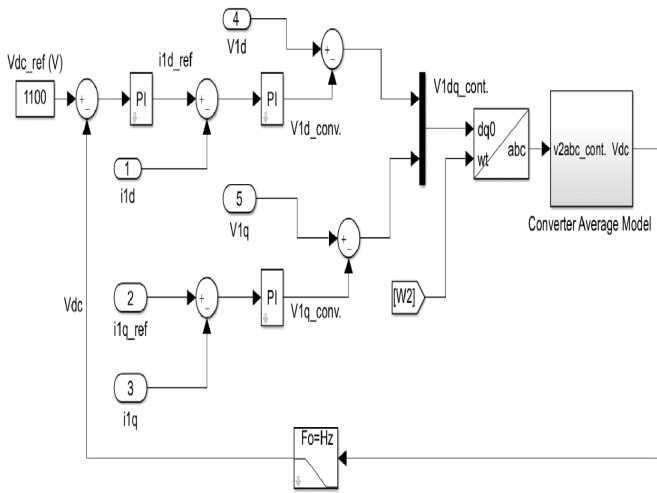 4
V1d
Vdc_ref (V)
i1d_ref
1100
+
-
PI
+
-
PI
+
-
V1d_conv.
V1dq_cont.
1
i1d
dq0
wt
abc
v2abc_cont. Vdc
Converter Average Model
5
V1q
+
-
[W2]
Vdc
2
i1q_ref
+
-
PI
V1q_conv.
3
i1q
Fo=Hz